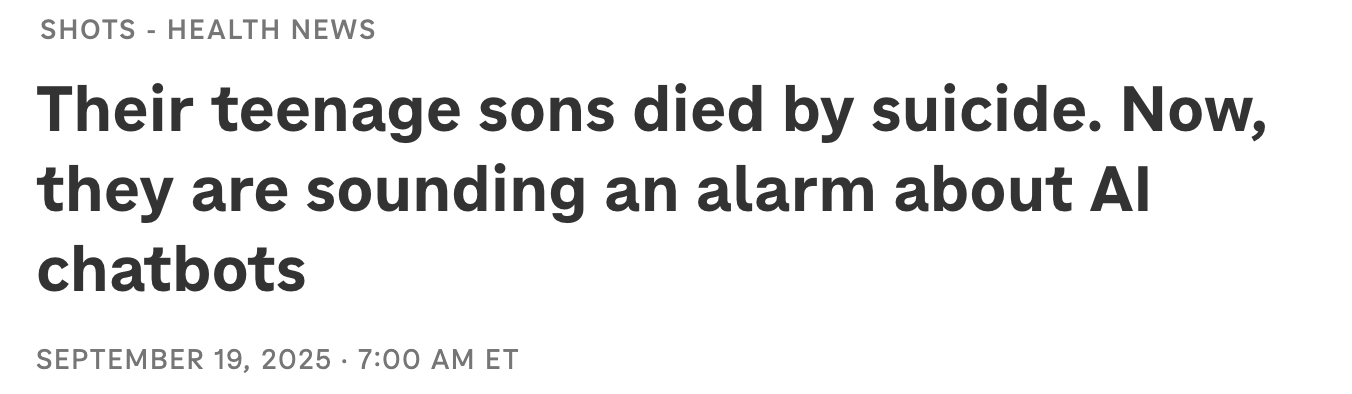 SHOTS - HEALTH NEWS
Their teenage sons died by suicide. Now,
they are sounding an alarm about AI
chatbots
SEPTEMBER 19, 2025 · 7:00 AM ET